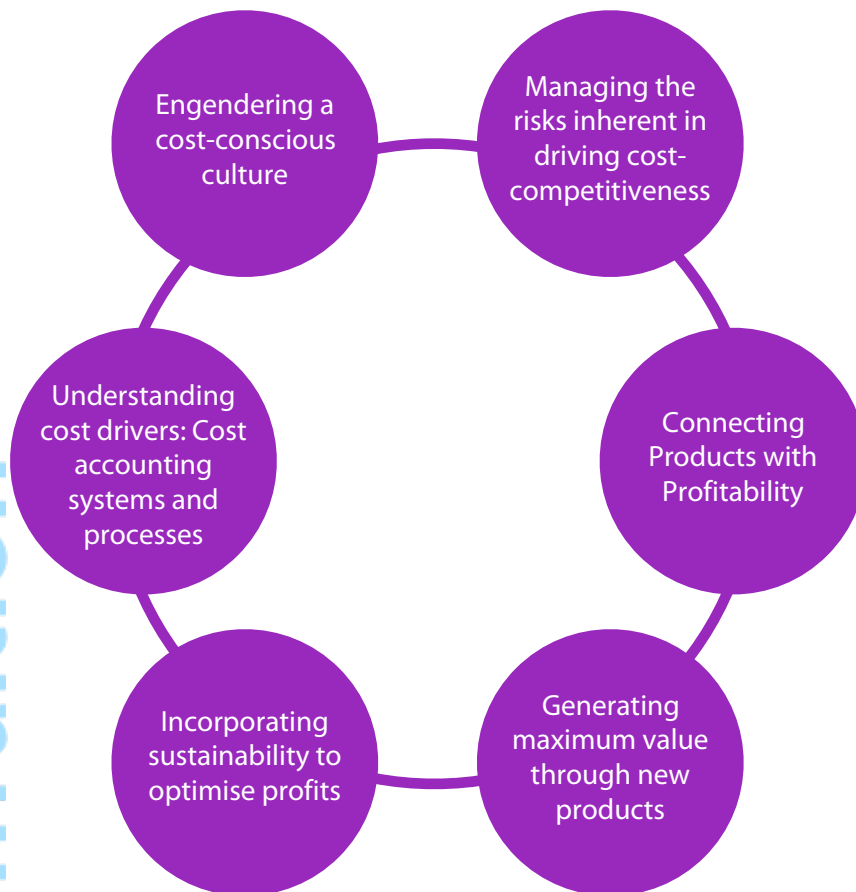 Engendering a
cost-conscious
culture
Managing the
risks inherent in
driving cost-
competitiveness
Understanding
cost drivers: Cost
accounting
systems and
processes
Connecting
Products with
Profitability
Incorporating
sustainability to
optimise profits
Generating
maximum value
through new
products